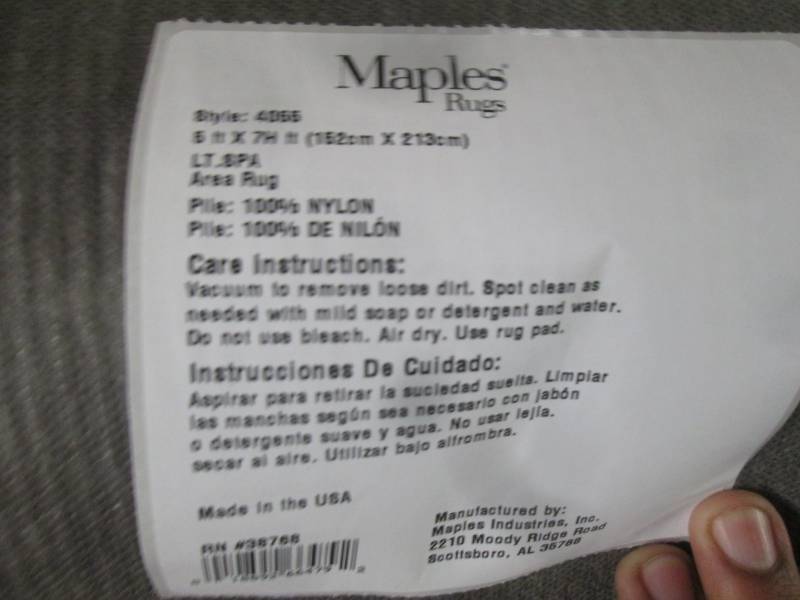 Maples
Rugs
Style: 4055
5 ft X 7H ft (152cm X 213cm)
LT.SPA
Area Rug
Pile: 100% NYLON
Pile: 100% DE NILÓN
Care Instructions:
Vacuum to remove loose dirt. Spot clean as
needed with mild soap or detergent and water.
Do not use bleach. Air dry. Use rug pad.
Instrucciones De Cuidado:
Aspirar para retirar la suciedad suelta. Limpiar
las manchas según sea necesario con jabón
o detergente suave y agua. No usar lejía.
secar al aire. Utilizar bajo alfrombra.
Made in the USA
Manufactured by:
Maples Industries, Inc.
2210 Moody Ridge Road
Scottsboro, AL 35768
RN #38768